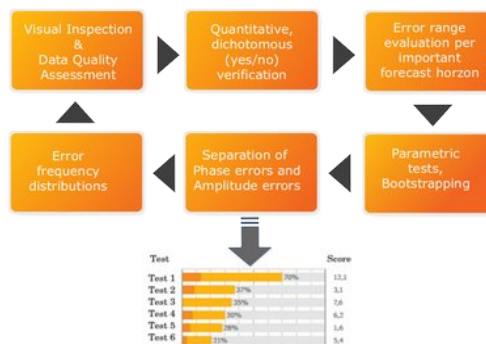 Visual Inspection
&
Data Quality
Assessment
Quantitative,
dichotomous
(yes/no)
verification
Error range
evaluation per
important
forecast horzon
Error
frequency
distributions
Separation of
Phase errors and
Amplitude errors
Parametric
tests,
Bootstrapping
Test Score
Test 1 70% 12,1
Test 2 37% 3,1
Test 3 35% 7,6
Test 4 30% 6,2
Test 5 28% 1,6
Test 6 21% 5,4